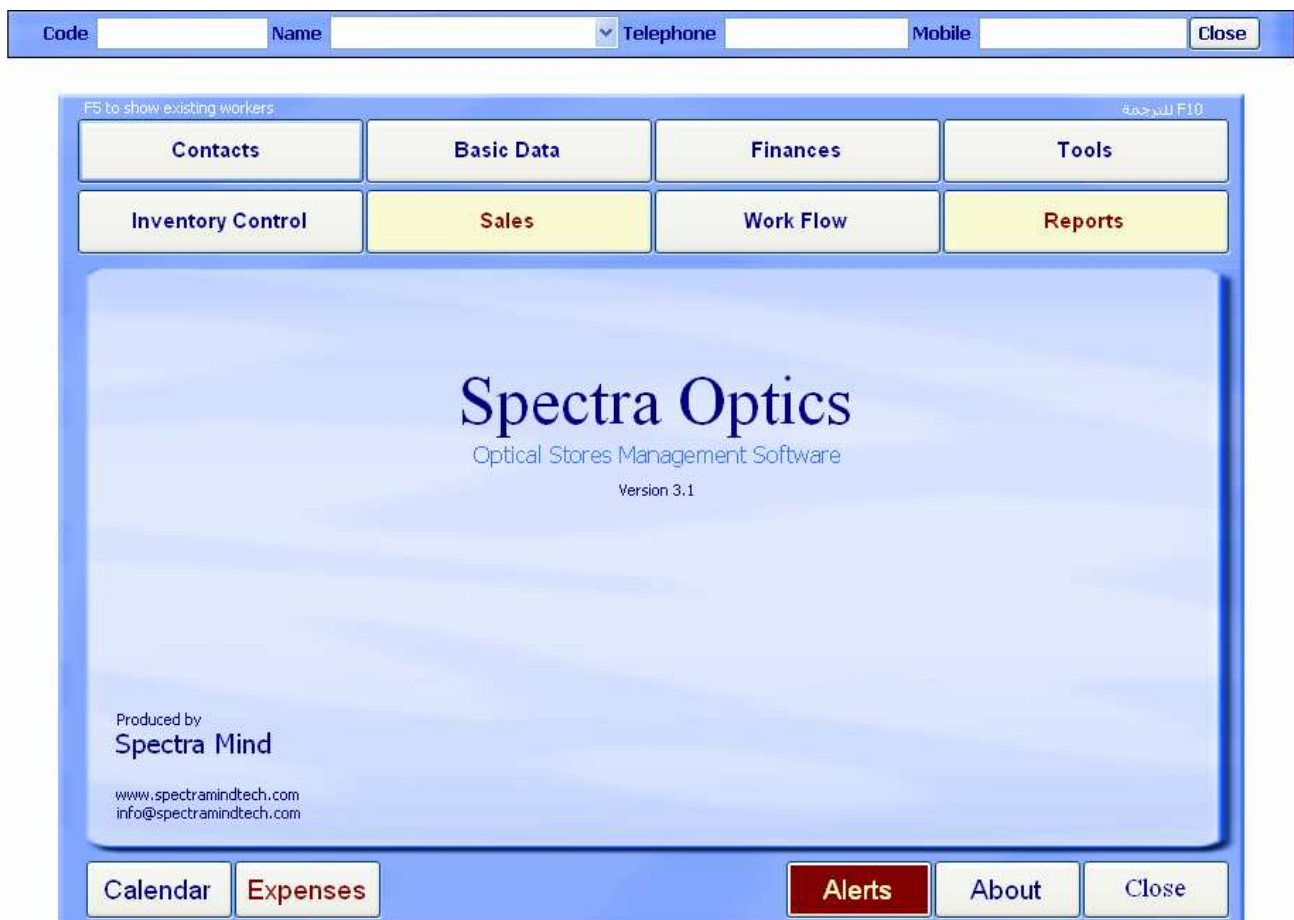 Code Name Telephone Mobile Close
F5 to show existing workers F10 للترجمة
Contacts Basic Data Finances Tools
Inventory Control Sales Work Flow Reports
Spectra Optics
Optical Stores Management Software
Version 3.1
Produced by
Spectra Mind
www.spectramindtech.com
info@spectramindtech.com
Calendar Expenses Alerts About Close